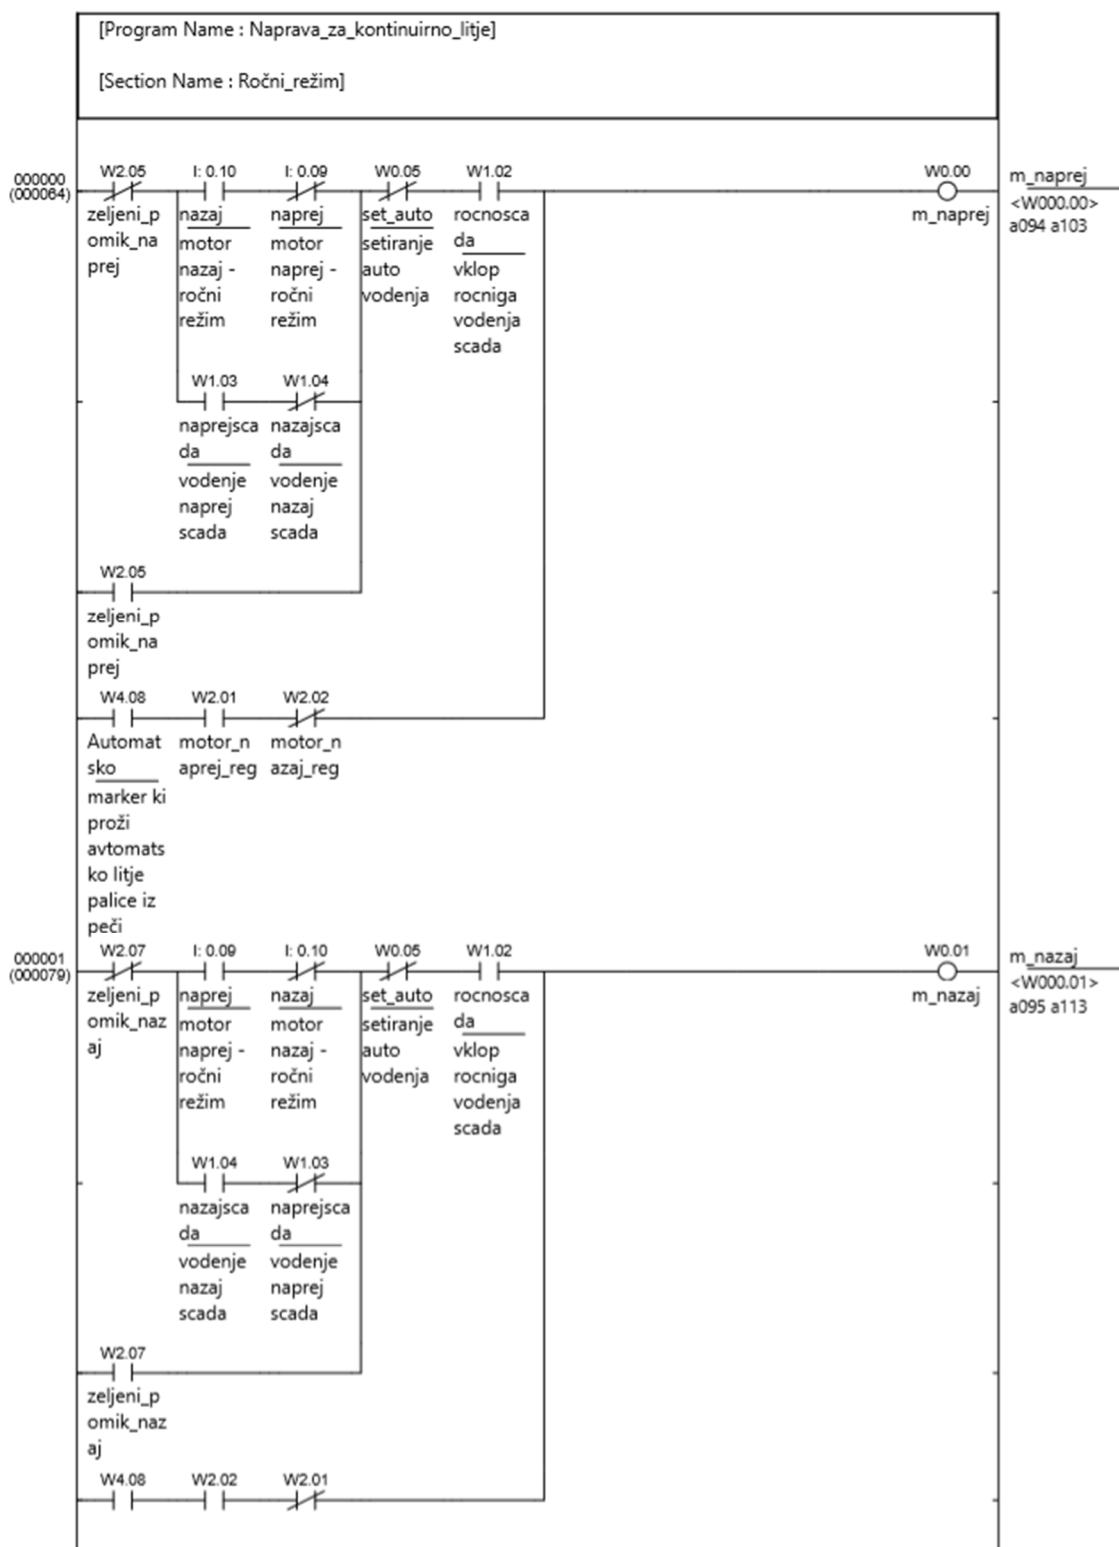 [Program Name : Naprava_za_kontinuirno_litje]
[Section Name : Ročni_režim]
000000
(000064)
W2.05
zeljeni_p
omik_na
prej
I: 0.10
nazaj
motor
nazaj -
ročni
režim
I: 0.09
naprej
motor
naprej -
ročni
režim
W0.05
set_auto
setiranje
auto
vodenja
W1.02
rocnosca
da
vklop
rocniga
vodenja
scada
W0.00
m_naprej
m_naprej
<W000.00>
a094 a103
W1.03
naprejsca
da
vodenje
naprej
scada
W1.04
nazajsca
da
vodenje
nazaj
scada
W2.05
zeljeni_p
omik_na
prej
W4.08
Automat
sko
marker ki
proži
avtomats
ko litje
palice iz
peči
W2.01
motor_n
aprej_reg
W2.02
motor_n
azaj_reg
000001
(000079)
W2.07
zeljeni_p
omik_naz
aj
I: 0.09
naprej
motor
naprej -
ročni
režim
I: 0.10
nazaj
motor
nazaj -
ročni
režim
W0.05
set_auto
setiranje
auto
vodenja
W1.02
rocnosca
da
vklop
rocniga
vodenja
scada
W0.01
m_nazaj
m_nazaj
<W000.01>
a095 a113
W1.04
nazajsca
da
vodenje
nazaj
scada
W1.03
naprejsca
da
vodenje
naprej
scada
W2.07
zeljeni_p
omik_naz
aj
W4.08
W2.02
W2.01